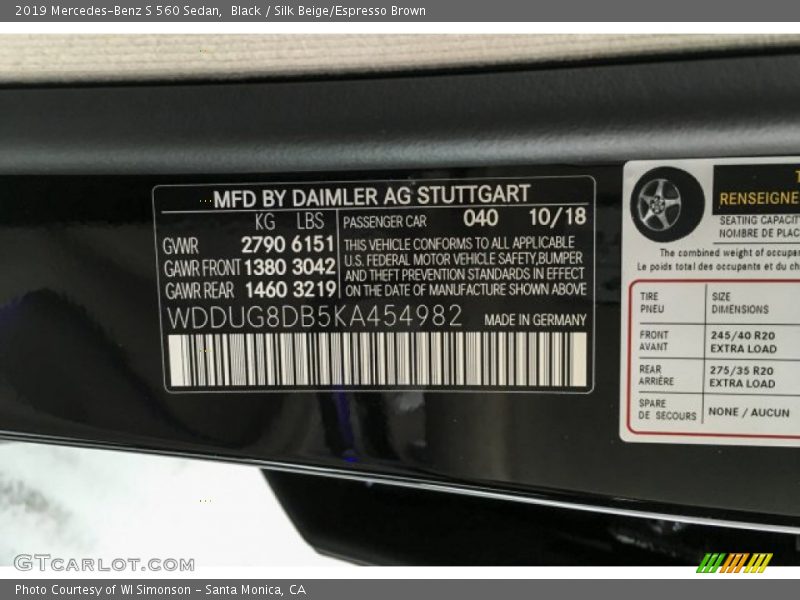 2019 Mercedes-Benz S 560 Sedan, Black / Silk Beige/Espresso Brown
MFD BY DAIMLER AG STUTTGART
KG LBS
GVWR 2790 6151
GAWR FRONT 1380 3042
GAWR REAR 1460 3219
PASSENGER CAR 040 10/18
THIS VEHICLE CONFORMS TO ALL APPLICABLE
U.S. FEDERAL MOTOR VEHICLE SAFETY,BUMPER
AND THEFT PREVENTION STANDARDS IN EFFECT
ON THE DATE OF MANUFACTURE SHOWN ABOVE
WDDUG8DB5KA454982 MADE IN GERMANY
RENSEIGNE
SEATING CAPACIT
NOMBRE DE PLAC
The combined weight of occupan
Le poids total des occupants et du ch
TIRE SIZE
PNEU DIMENSIONS
FRONT 245/40 R20
AVANT EXTRA LOAD
REAR 275/35 R20
ARRIÈRE EXTRA LOAD
SPARE NONE / AUCUN
DE SECOURS
GTCARLOT.COM
Photo Courtesy of WI Simonson - Santa Monica, CA